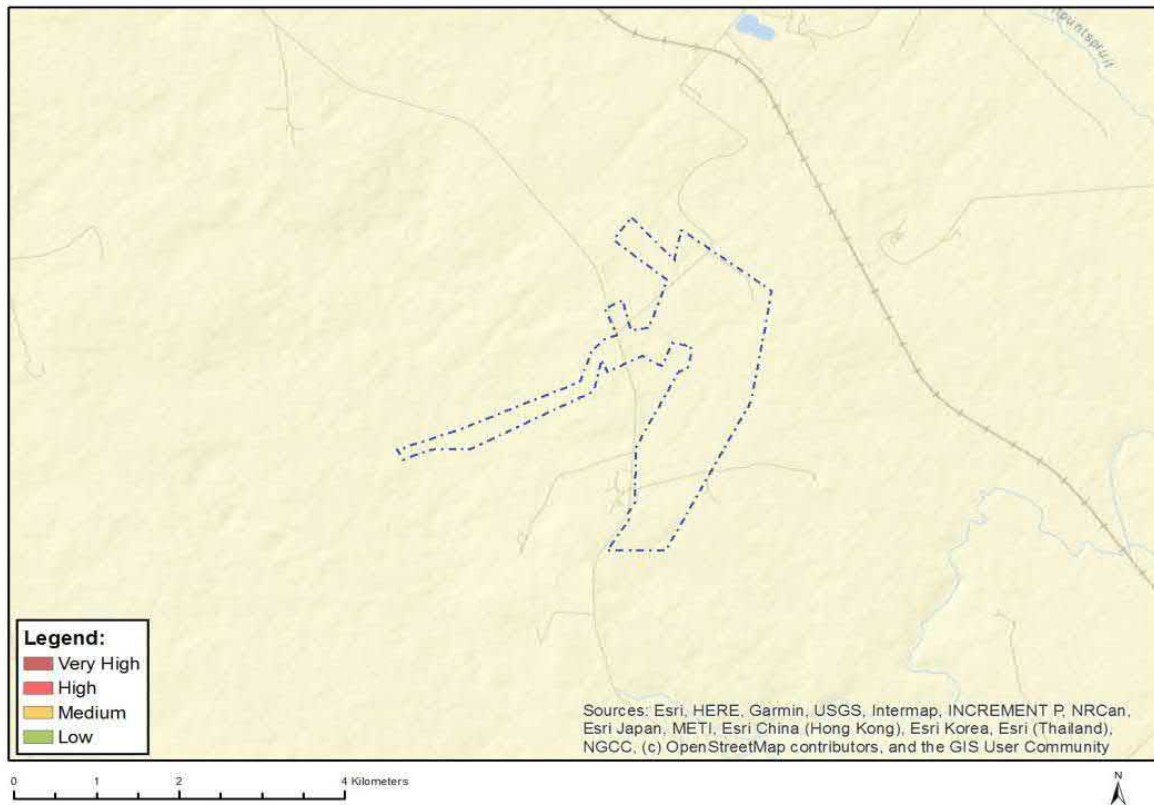 Legend:
Very High
High
Medium
Low
Sources: Esri, HERE, Garmin, USGS, Intermap, INCREMENT P, NRCan,
Esri Japan, METI, Esri China (Hong Kong), Esri Korea, Esri (Thailand),
NGCC, (c) OpenStreetMap contributors, and the GIS User Community
0 1 2 4 Kilometers
N